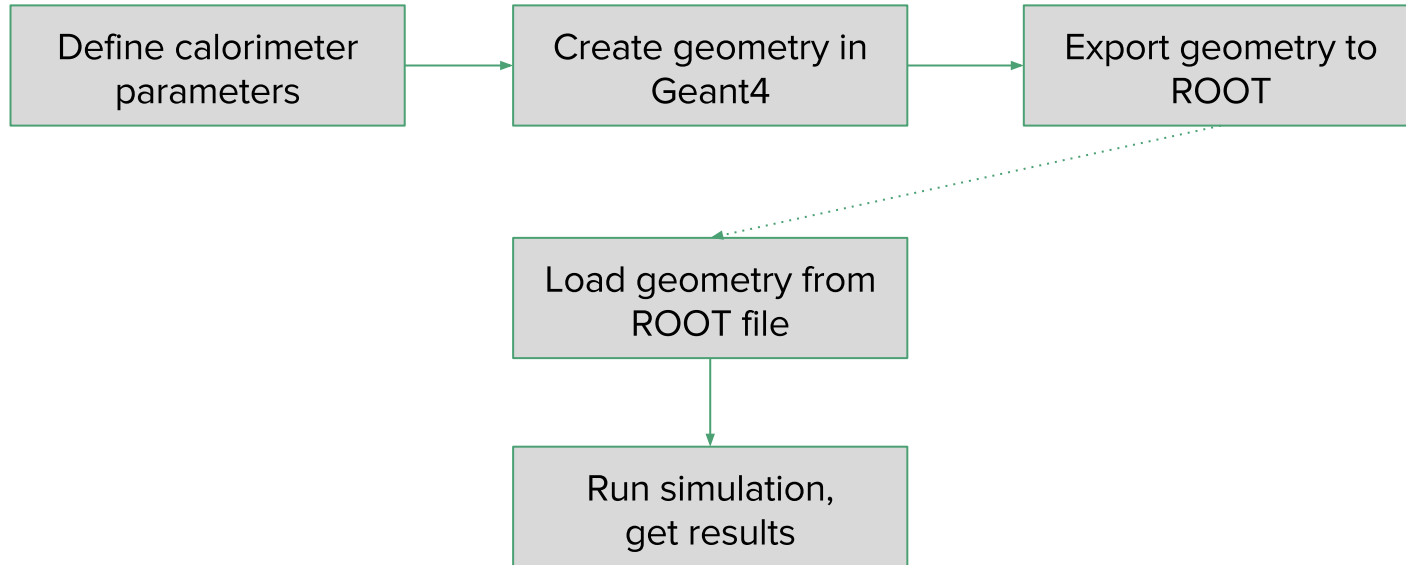 Define calorimeter
parameters
Create geometry in
Geant4
Export geometry to
ROOT
Load geometry from
ROOT file
Run simulation,
get results